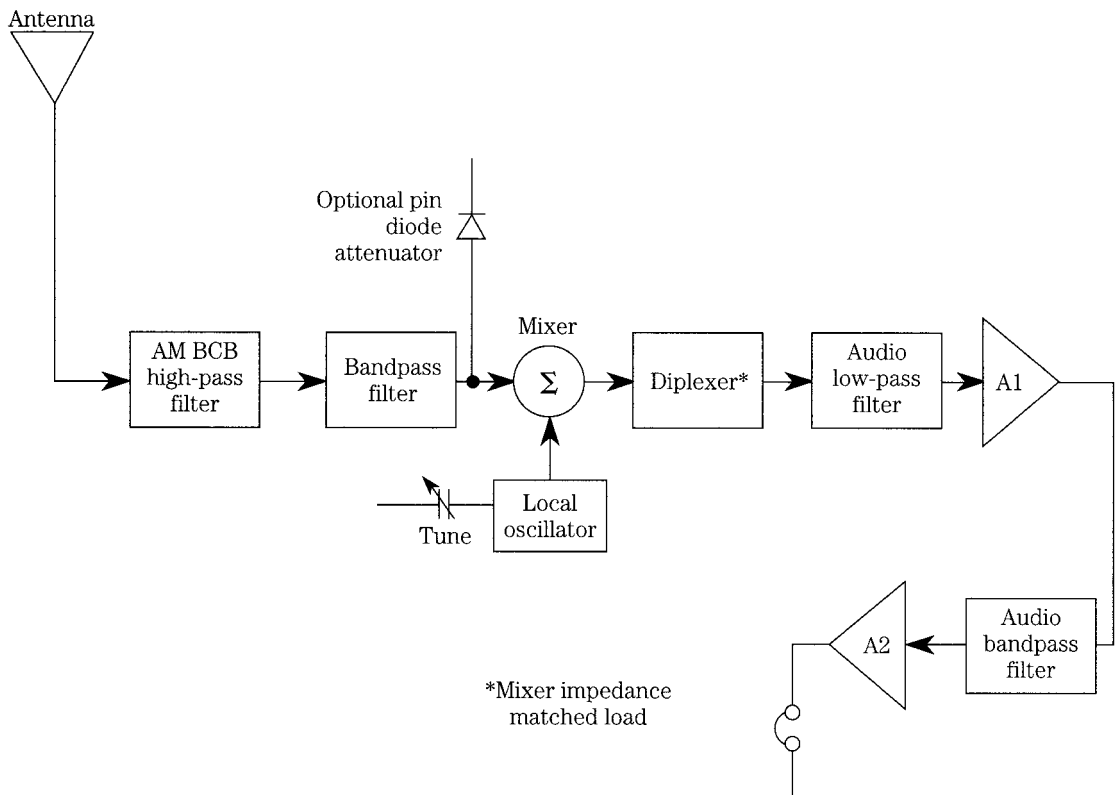 Antenna
Optional pin
diode
attenuator
AM BCB
high-pass
filter
Bandpass
filter
Mixer
Σ
Diplexer*
Audio
low-pass
filter
A1
Tune
Local
oscillator
Audio
bandpass
filter
A2
*Mixer impedance
matched load